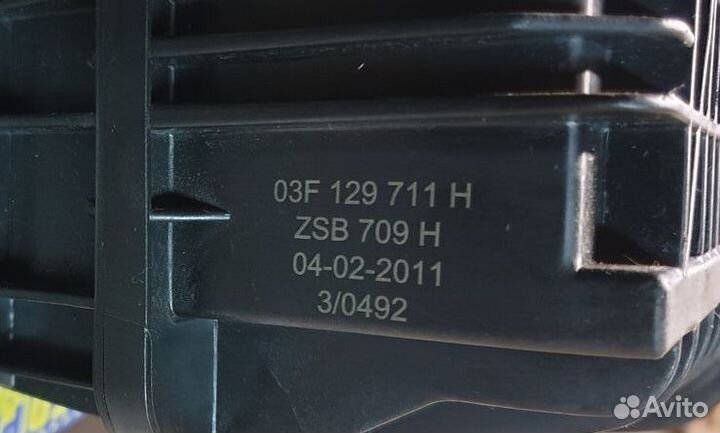 03F 129 711 H
ZSB 709 H
04-02-2011
3/0492
Avito